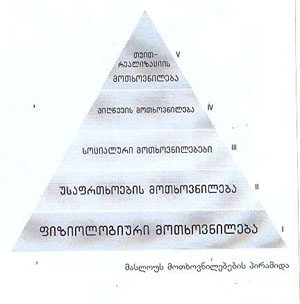 თვით-
რეალიზაციის
მოთხოვნილება
V
მიღწევის მოთხოვნილება
IV
სოციალური მოთხოვნილებები
III
უსაფრთხოების მოთხოვნილება
II
ფიზიოლოგიური მოთხოვნილება
I
მასლოუს მოთხოვნილებების პირამიდა